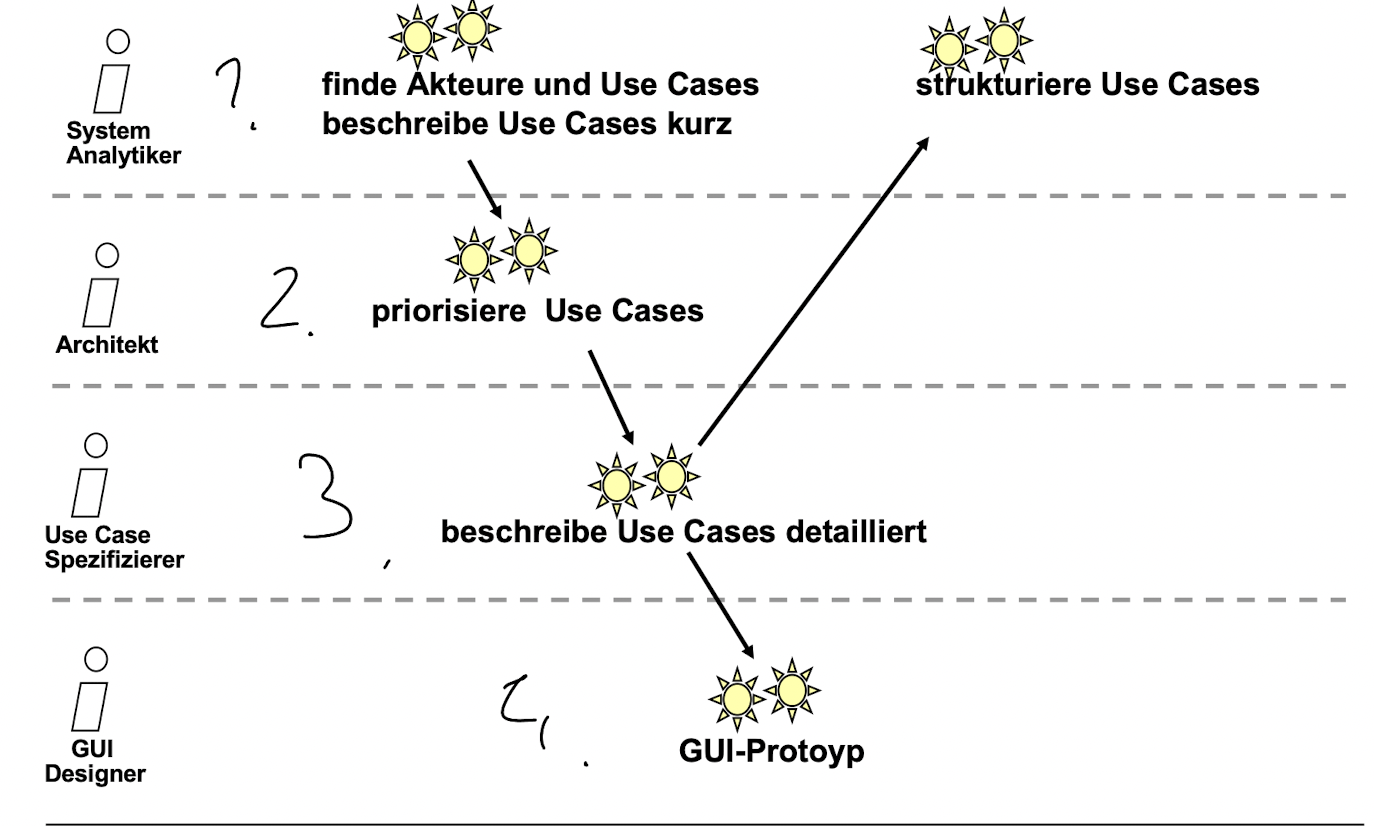 1.
finde Akteure und Use Cases
beschreibe Use Cases kurz
strukturiere Use Cases
System
Analytiker
2.
priorisiere Use Cases
Architekt
3.
beschreibe Use Cases detailliert
Use Case
Spezifizierer
4.
GUI-Protoyp
GUI
Designer